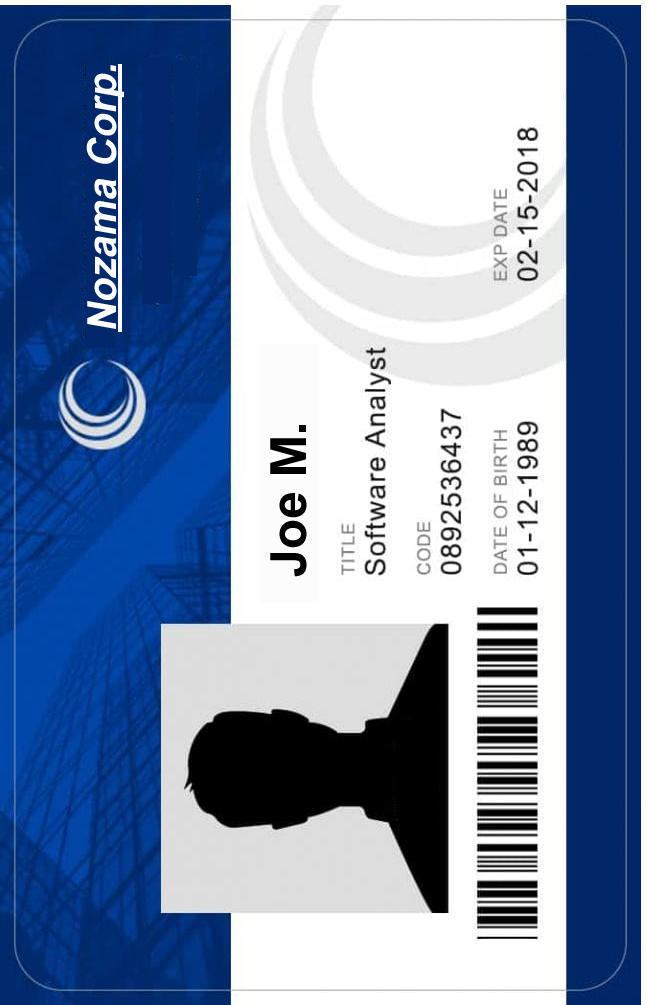 Nozama Corp.
Joe M.
TITLE
Software Analyst
CODE
0892536437
DATE OF BIRTH
01-12-1989
EXP DATE
02-15-2018